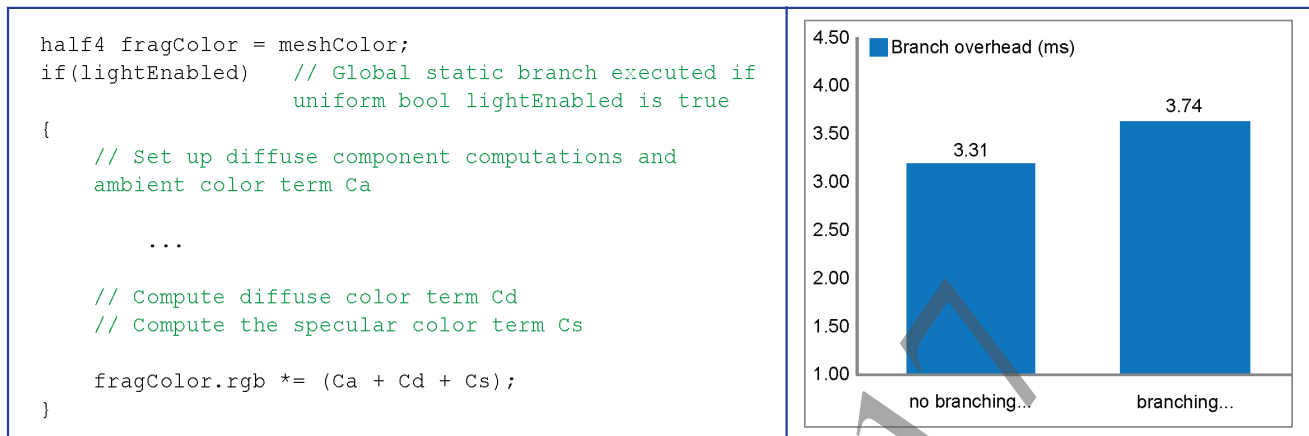 half4 fragColor = meshColor;
if(lightEnabled)   // Global static branch executed if
                   uniform bool lightEnabled is true
{
    // Set up diffuse component computations and
    ambient color term Ca
        ...
    // Compute diffuse color term Cd
    // Compute the specular color term Cs
    fragColor.rgb *= (Ca + Cd + Cs);
}
Branch overhead (ms)
4.50
4.00
3.50
3.00
2.50
2.00
1.50
1.00
3.31
3.74
no branching...
branching...